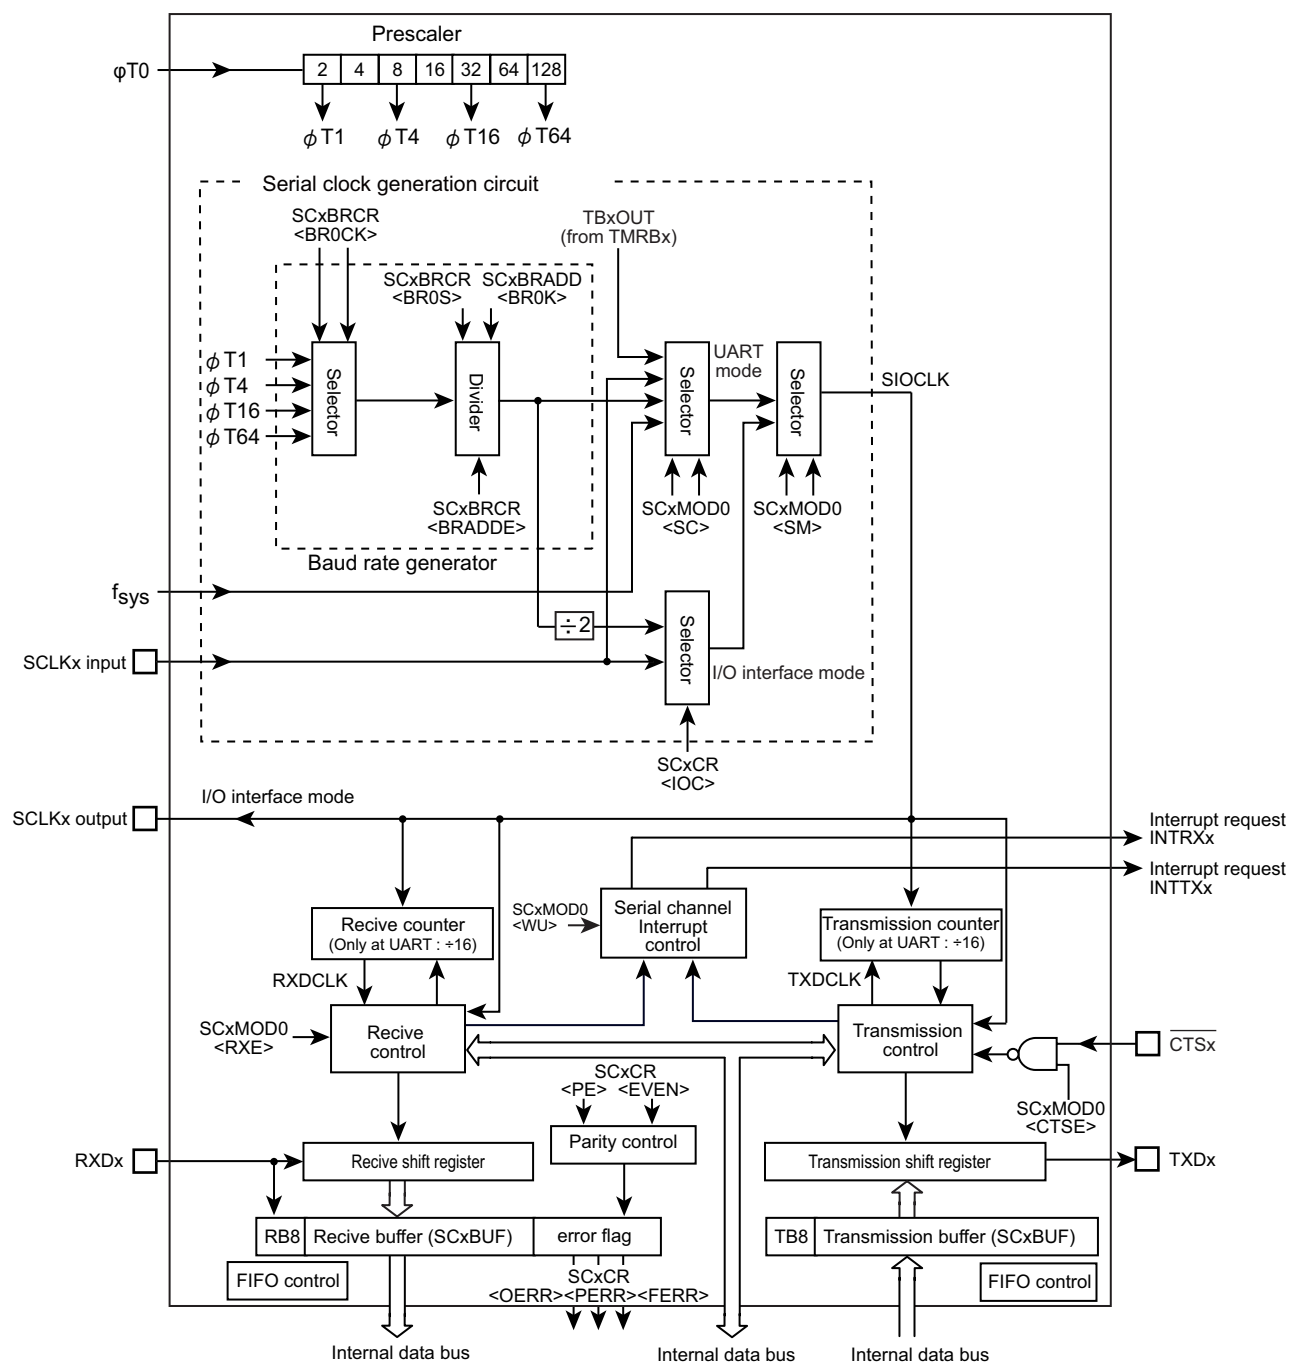 Prescaler
φT0
2 4 8 16 32 64 128
ϕT1 ϕT4 ϕT16 ϕT64
Serial clock generation circuit
SCxBRCR
<BR0CK>
TBxOUT
(from TMRBx)
SCxBRCR
<BR0S>
SCxBRADD
<BR0K>
ϕT1
ϕT4
ϕT16
ϕT64
Selector
Divider
Selector
UART
mode
Selector
SIOCLK
SCxBRCR
<BRADDE>
SCxMOD0
<SC>
SCxMOD0
<SM>
Baud rate generator
fsys
÷2
Selector
SCLKx input
I/O interface mode
SCxCR
<IOC>
I/O interface mode
SCLKx output
Interrupt request
INTRXx
Interrupt request
INTTXx
Recive counter
(Only at UART : ÷16)
SCxMOD0
<WU>
Serial channel
Interrupt
control
Transmission counter
(Only at UART : ÷16)
RXDCLK
TXDCLK
SCxMOD0
<RXE>
Recive
control
Transmission
control
CTSx
SCxMOD0
<CTSE>
SCxCR
<PE> <EVEN>
Parity control
RXDx
Recive shift register
Transmission shift register
TXDx
RB8 Recive buffer (SCxBUF) error flag
TB8 Transmission buffer (SCxBUF)
FIFO control
SCxCR
<OERR><PERR><FERR>
FIFO control
Internal data bus
Internal data bus
Internal data bus